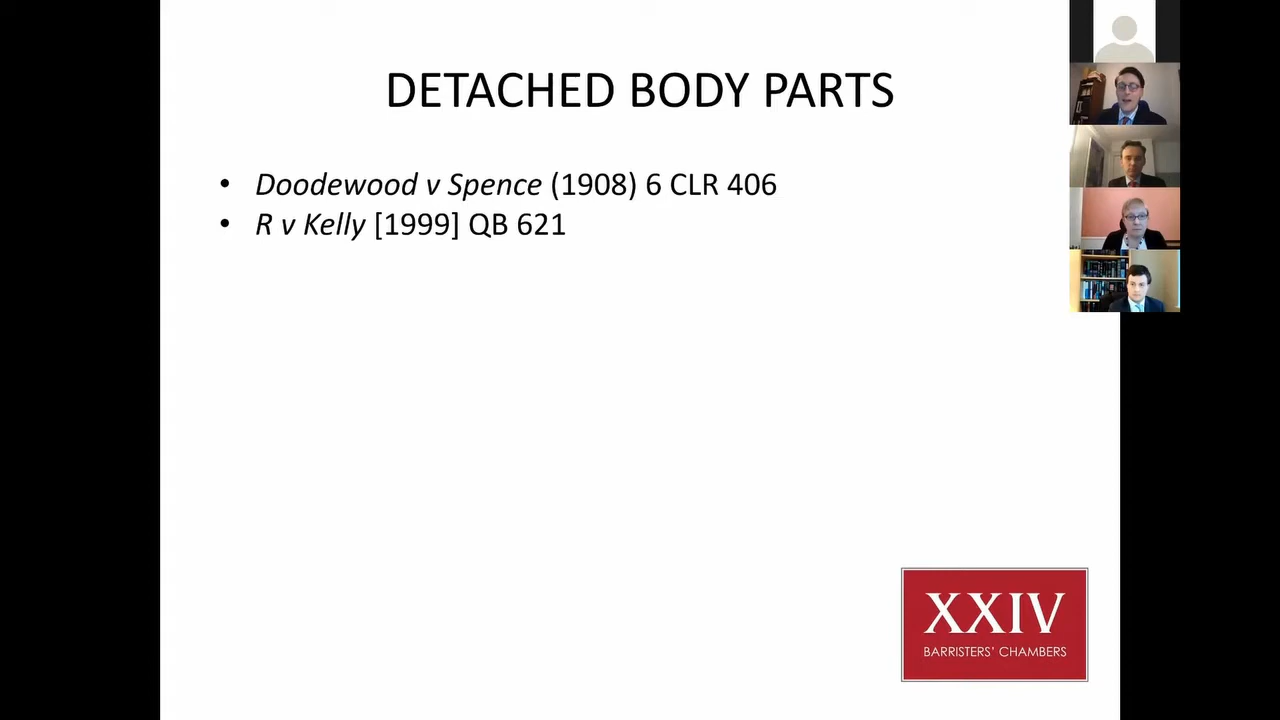 DETACHED BODY PARTS
• Doodewood v Spence (1908) 6 CLR 406
• R v Kelly [1999] QB 621
XXIV
BARRISTERS’ CHAMBERS